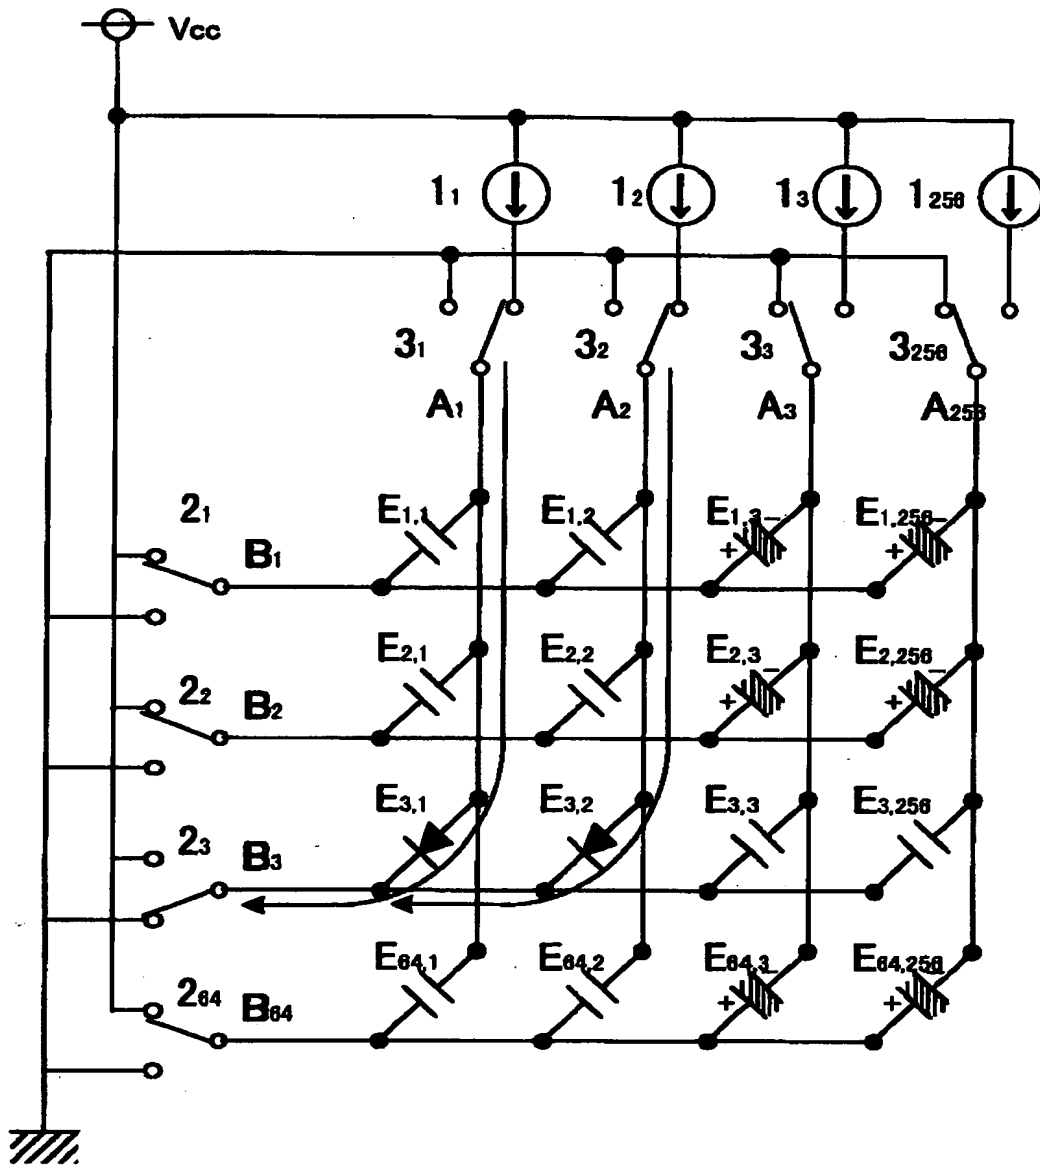 Vcc
1₁ 1₂ 1₃ 1₂₅₆
3₁ 3₂ 3₃ 3₂₅₆
A₁ A₂ A₃ A₂₅₆
2₁ B₁ E₁,₁ E₁,₂ E₁,₃ E₁,₂₅₆
+ − + −
2₂ B₂ E₂,₁ E₂,₂ E₂,₃ E₂,₂₅₆
+ − + −
2₃ B₃ E₃,₁ E₃,₂ E₃,₃ E₃,₂₅₆
2₆₄ B₆₄ E₆₄,₁ E₆₄,₂ E₆₄,₃ E₆₄,₂₅₆
+ − + −